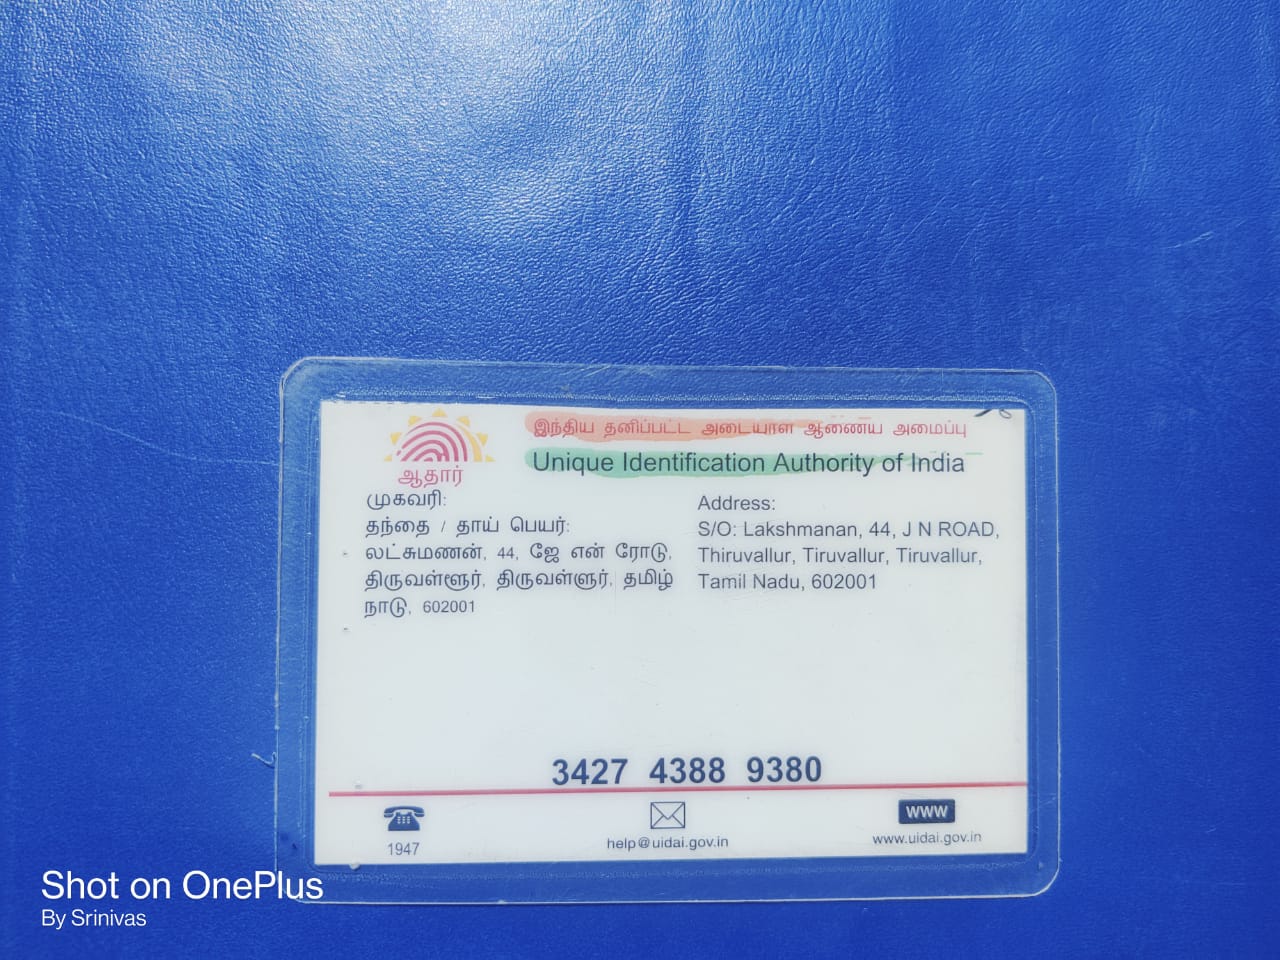 இந்திய தனிப்பட்ட அடையாள ஆணைய அமைப்பு
Unique Identification Authority of India
ஆதார்
முகவரி:
தந்தை / தாய் பெயர்:
லட்சுமணன், 44, ஜே என் ரோடு,
திருவள்ளூர், திருவள்ளுர், தமிழ்
நாடு, 602001
Address:
S/O: Lakshmanan, 44, J N ROAD,
Thiruvallur, Tiruvallur, Tiruvallur,
Tamil Nadu, 602001
3427 4388 9380
1947
help@uidai.gov.in
WWW
www.uidai.gov.in
Shot on OnePlus
By Srinivas